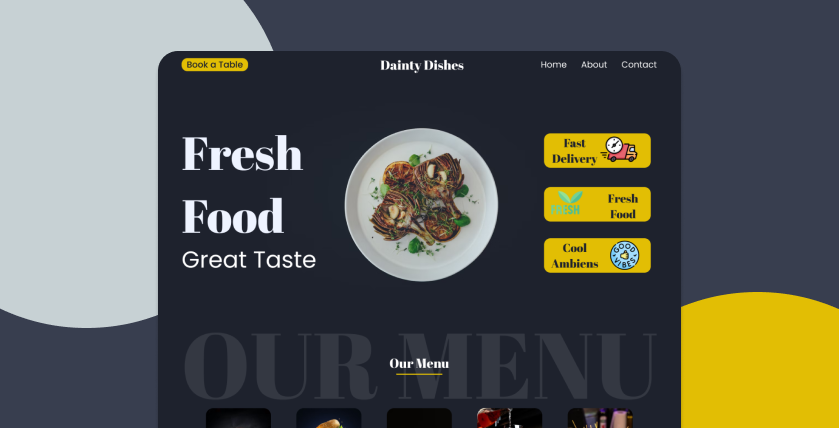 Book a Table
Dainty Dishes
Home About Contact
Fresh
Food
Great Taste
Fast
Delivery
FRESH
Fresh
Food
Cool
Ambiens
GOOD
VIBES
OUR MENU
Our Menu